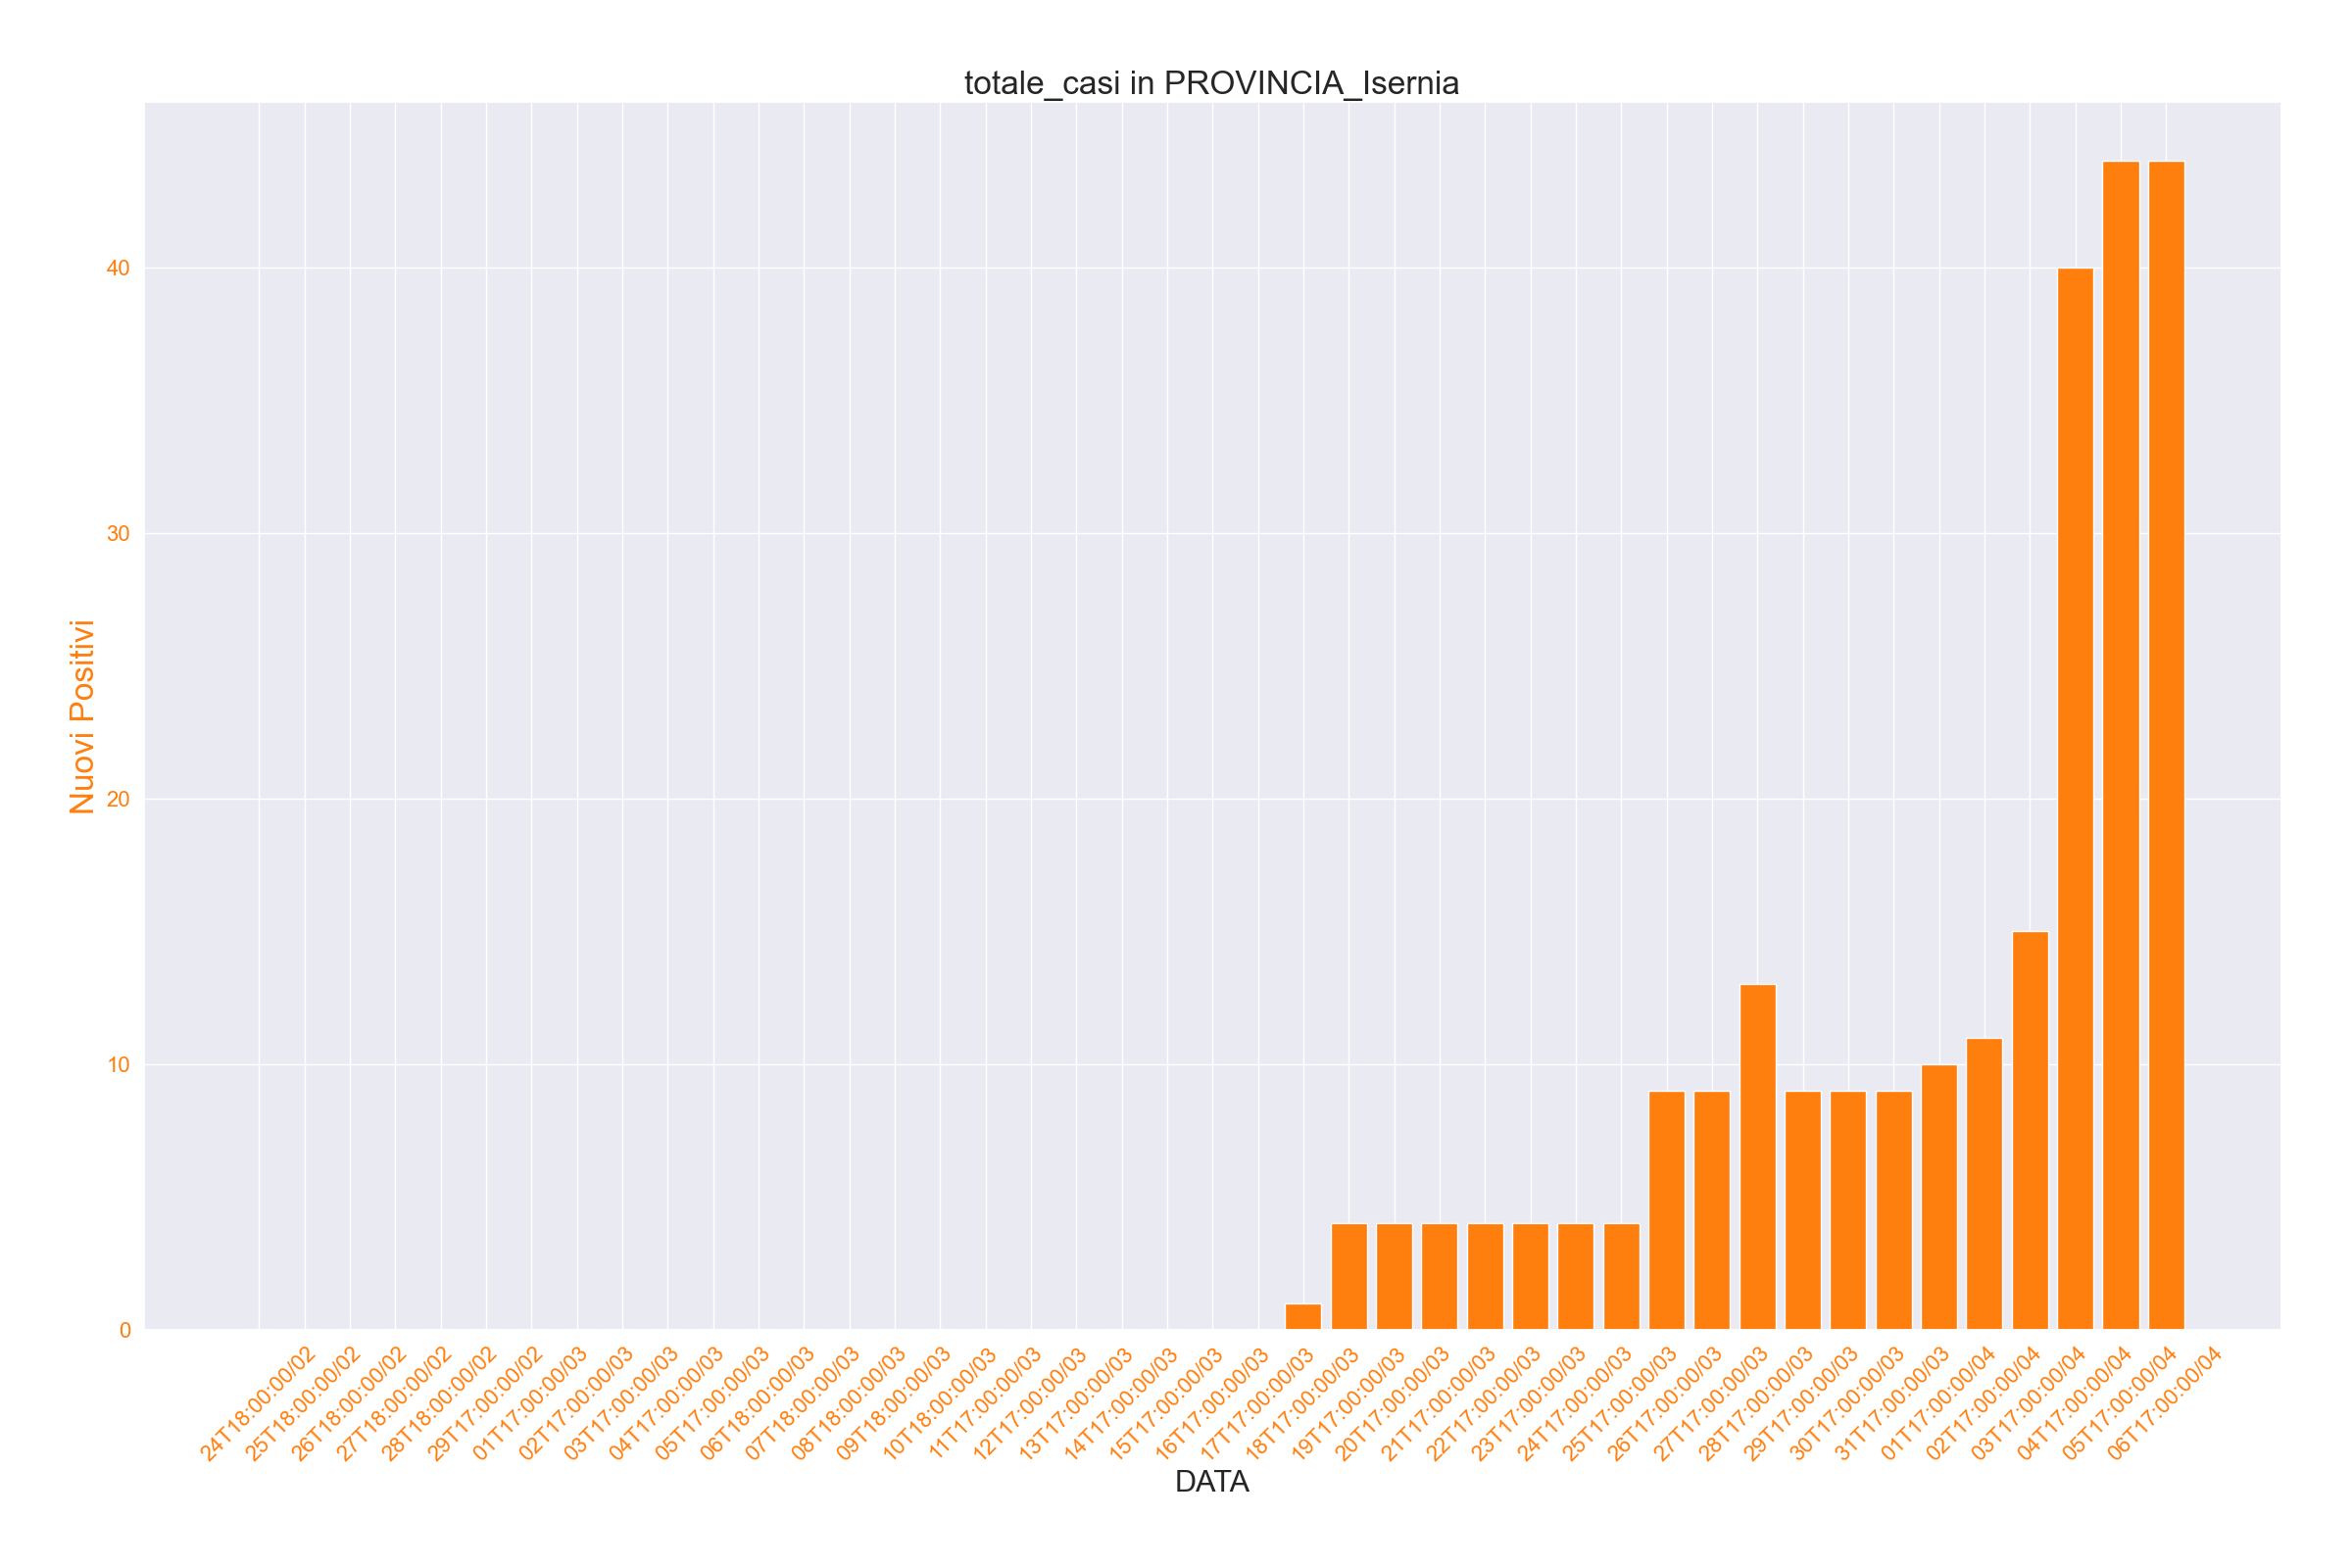 totale_casi in PROVINCIA_Isernia
Nuovi Positivi
40
30
20
10
0
24T18:00:00/02
25T18:00:00/02
26T18:00:00/02
27T18:00:00/02
28T18:00:00/02
29T17:00:00/02
01T17:00:00/03
02T17:00:00/03
03T17:00:00/03
04T17:00:00/03
05T17:00:00/03
06T18:00:00/03
07T18:00:00/03
08T18:00:00/03
09T18:00:00/03
10T18:00:00/03
11T17:00:00/03
12T17:00:00/03
13T17:00:00/03
14T17:00:00/03
15T17:00:00/03
16T17:00:00/03
17T17:00:00/03
18T17:00:00/03
19T17:00:00/03
20T17:00:00/03
21T17:00:00/03
22T17:00:00/03
23T17:00:00/03
24T17:00:00/03
25T17:00:00/03
26T17:00:00/03
27T17:00:00/03
28T17:00:00/03
29T17:00:00/03
30T17:00:00/03
31T17:00:00/03
01T17:00:00/04
02T17:00:00/04
03T17:00:00/04
04T17:00:00/04
05T17:00:00/04
06T17:00:00/04
DATA